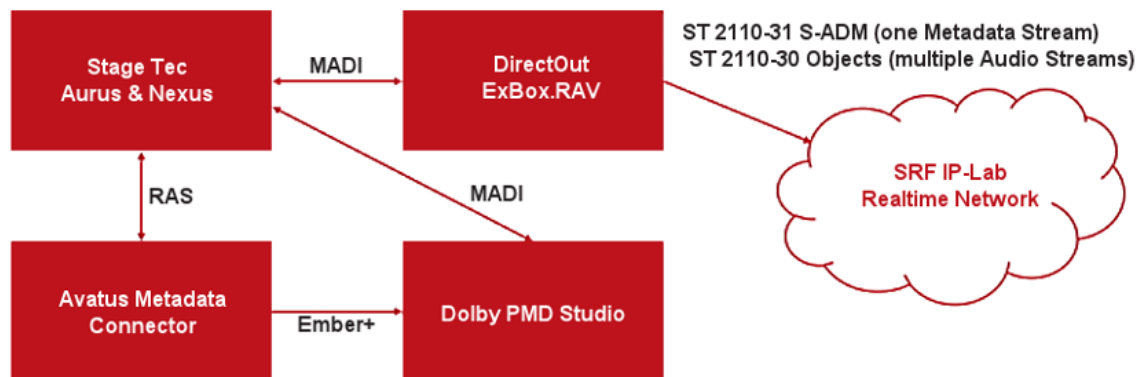 ST 2110-31 S-ADM (one Metadata Stream)
ST 2110-30 Objects (multiple Audio Streams)
Stage Tec
Aurus & Nexus
MADI
DirectOut
ExBox.RAV
SRF IP-Lab
Realtime Network
RAS
MADI
Avatus Metadata
Connector
Ember+
Dolby PMD Studio